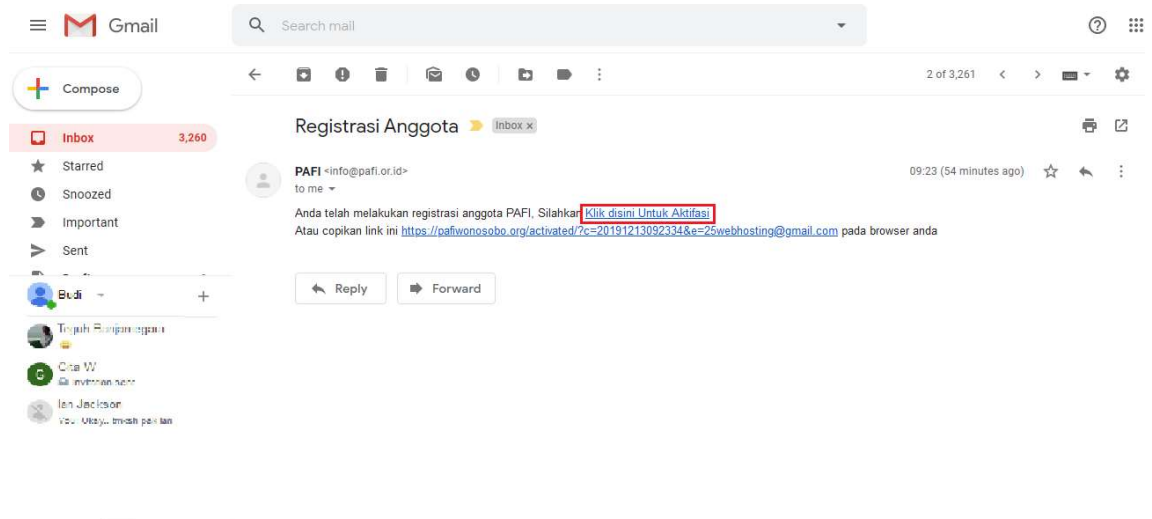 Gmail
Search mail
Compose
2 of 3,261
Registrasi Anggota
Inbox x
Inbox 3,260
Starred
PAFI <info@pafi.or.id>
09:23 (54 minutes ago)
to me
Snoozed
Anda telah melakukan registrasi anggota PAFI, Silahkan Klik disini Untuk Aktifasi
Important
Atau copikan link ini https://pafiwonosobo.org/activated/?c=20191213092334&e=25webhosting@gmail.com pada browser anda
Sent
Reply
Forward
Budi
Cita W
Ian Jackson